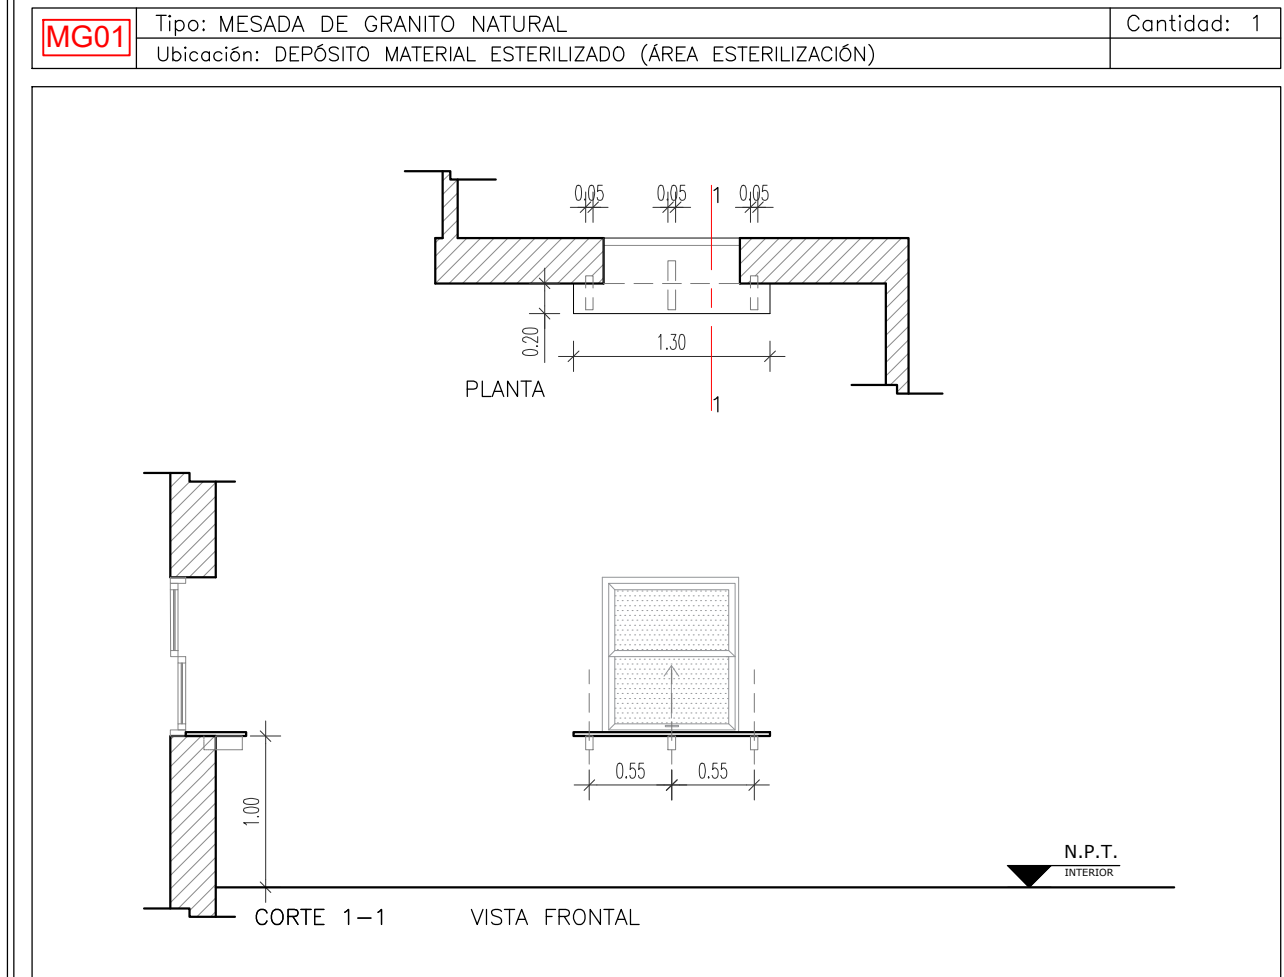 MG01
Tipo: MESADA DE GRANITO NATURAL
Cantidad: 1
Ubicación: DEPÓSITO MATERIAL ESTERILIZADO (ÁREA ESTERILIZACIÓN)
0.05
0.05
0.05
1
0.20
1.30
PLANTA
1
0.55
0.55
1.00
N.P.T.
INTERIOR
CORTE 1-1
VISTA FRONTAL